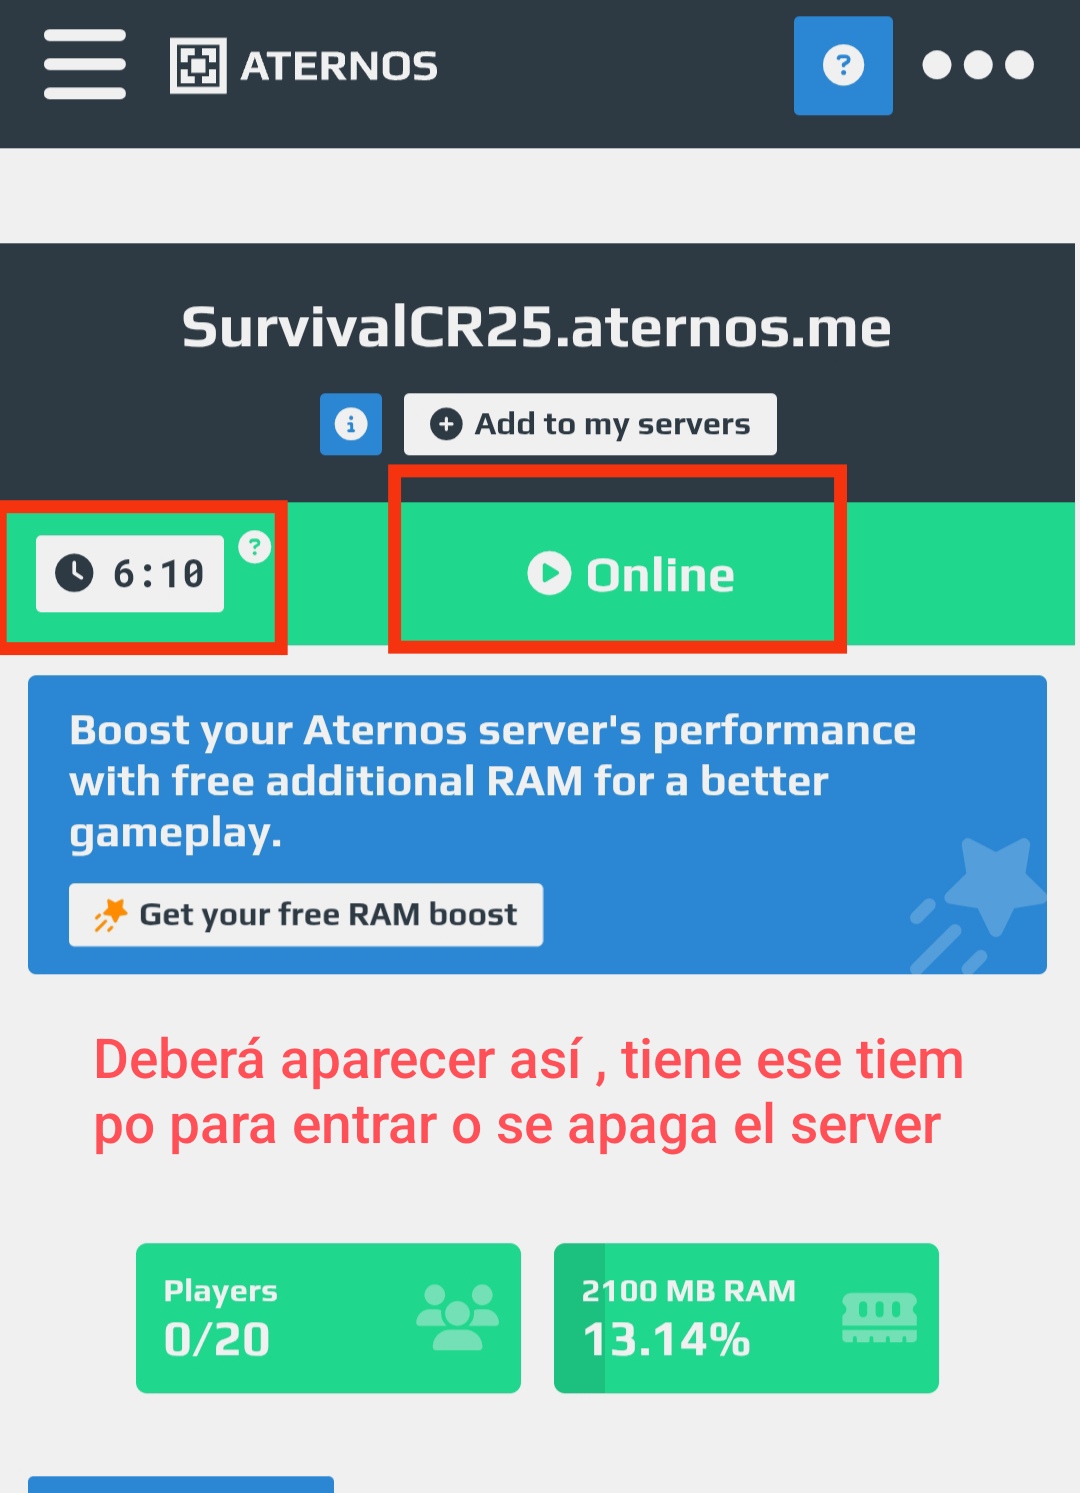 ATERNOS
?
SurvivalCR25.aternos.me
i
+ Add to my servers
6:10
?
Online
Boost your Aternos server's performance
with free additional RAM for a better
gameplay.
Get your free RAM boost
Deberá aparecer así , tiene ese tiem
po para entrar o se apaga el server
Players
0/20
2100 MB RAM
13.14%